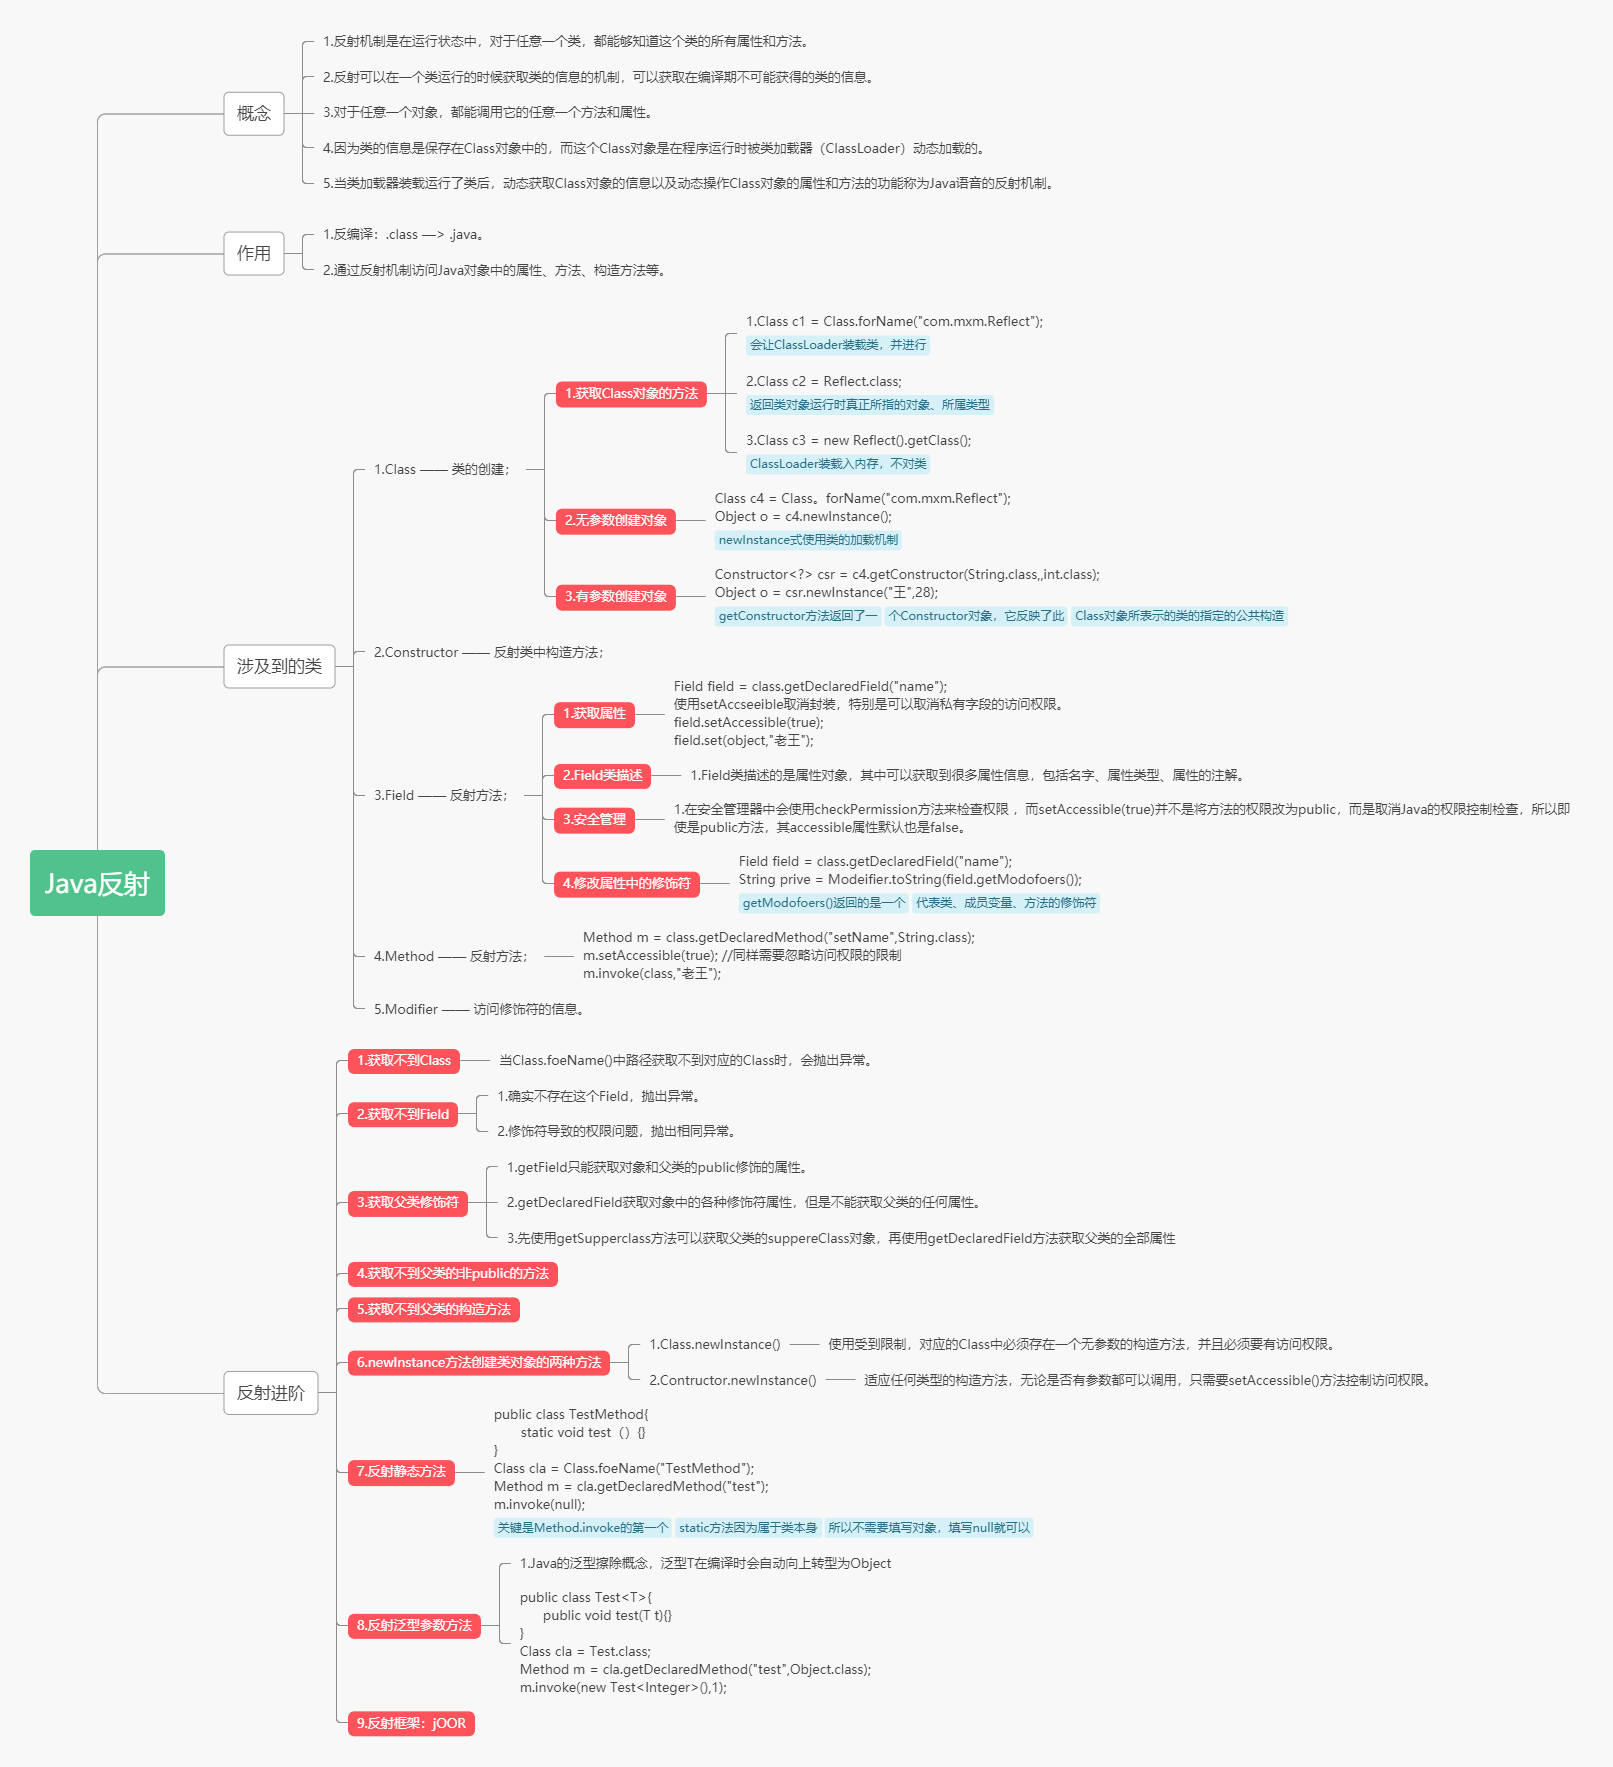 Java反射
概念
1.反射机制是在运行状态中，对于任意一个类，都能够知道这个类的所有属性和方法。
2.反射可以在一个类运行的时候获取类的信息的机制，可以获取在编译期不可能获得的类的信息。
3.对于任意一个对象，都能调用它的任意一个方法和属性。
4.因为类的信息是保存在Class对象中的，而这个Class对象是在程序运行时被类加载器（ClassLoader）动态加载的。
5.当类加载器装载运行了类后，动态获取Class对象的信息以及动态操作Class对象的属性和方法的功能称为Java语音的反射机制。
作用
1.反编译：.class —> .java。
2.通过反射机制访问Java对象中的属性、方法、构造方法等。
涉及到的类
1.Class —— 类的创建；
1.获取Class对象的方法
1.Class c1 = Class.forName("com.mxm.Reflect");
会让ClassLoader装载类，并进行
2.Class c2 = Reflect.class;
返回类对象运行时真正所指的对象、所属类型
3.Class c3 = new Reflect().getClass();
ClassLoader装载入内存，不对类
2.无参数创建对象
Class c4 = Class。forName("com.mxm.Reflect");
Object o = c4.newInstance();
newInstance式使用类的加载机制
3.有参数创建对象
Constructor<?> csr = c4.getConstructor(String.class,,int.class);
Object o = csr.newInstance("王",28);
getConstructor方法返回了一 个Constructor对象，它反映了此 Class对象所表示的类的指定的公共构造
2.Constructor —— 反射类中构造方法；
3.Field —— 反射方法；
1.获取属性
Field field = class.getDeclaredField("name");
使用setAccseeible取消封装，特别是可以取消私有字段的访问权限。
field.setAccessible(true);
field.set(object,"老王");
2.Field类描述
1.Field类描述的是属性对象，其中可以获取到很多属性信息，包括名字、属性类型、属性的注解。
3.安全管理
1.在安全管理器中会使用checkPermission方法来检查权限 ，而setAccessible(true)并不是将方法的权限改为public，而是取消Java的权限控制检查，所以即
使是public方法，其accessible属性默认也是false。
4.修改属性中的修饰符
Field field = class.getDeclaredField("name");
String prive = Modeifier.toString(field.getModofoers());
getModofoers()返回的是一个 代表类、成员变量、方法的修饰符
4.Method —— 反射方法；
Method m = class.getDeclaredMethod("setName",String.class);
m.setAccessible(true); //同样需要忽略访问权限的限制
m.invoke(class,"老王");
5.Modifier —— 访问修饰符的信息。
反射进阶
1.获取不到Class
当Class.foeName()中路径获取不到对应的Class时，会抛出异常。
2.获取不到Field
1.确实不存在这个Field，抛出异常。
2.修饰符导致的权限问题，抛出相同异常。
3.获取父类修饰符
1.getField只能获取对象和父类的public修饰的属性。
2.getDeclaredField获取对象中的各种修饰符属性，但是不能获取父类的任何属性。
3.先使用getSupperclass方法可以获取父类的suppereClass对象，再使用getDeclaredField方法获取父类的全部属性
4.获取不到父类的非public的方法
5.获取不到父类的构造方法
6.newInstance方法创建类对象的两种方法
1.Class.newInstance()
使用受到限制，对应的Class中必须存在一个无参数的构造方法，并且必须要有访问权限。
2.Contructor.newInstance()
适应任何类型的构造方法，无论是否有参数都可以调用，只需要setAccessible()方法控制访问权限。
7.反射静态方法
public class TestMethod{
static void test（）{}
}
Class cla = Class.foeName("TestMethod");
Method m = cla.getDeclaredMethod("test");
m.invoke(null);
关键是Method.invoke的第一个 static方法因为属于类本身 所以不需要填写对象，填写null就可以
8.反射泛型参数方法
1.Java的泛型擦除概念，泛型T在编译时会自动向上转型为Object
public class Test<T>{
public void test(T t){}
}
Class cla = Test.class;
Method m = cla.getDeclaredMethod("test",Object.class);
m.invoke(new Test<Integer>(),1);
9.反射框架：jOOR